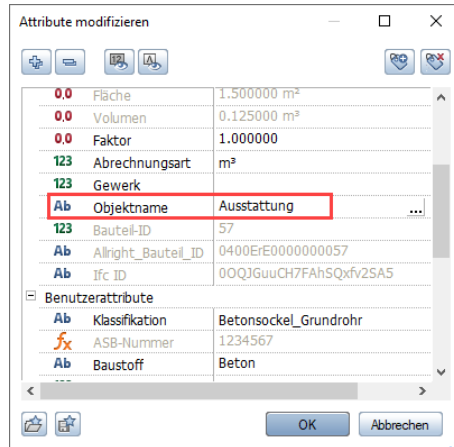 Attribute modifizieren
0,0 Fläche 1.500000 m²
0,0 Volumen 0.125000 m³
0,0 Faktor 1.000000
123 Abrechnungsart m³
123 Gewerk
Ab Objektname Ausstattung ...
123 Bauteil-ID 57
Ab Allright_Bauteil_ID 0400ErE0000000057
Ab Ifc ID 0OQJGuuCH7FAhSQxfv2SA5
Benutzerattribute
Ab Klassifikation Betonsockel_Grundrohr
fx ASB-Nummer 1234567
Ab Baustoff Beton
OK Abbrechen